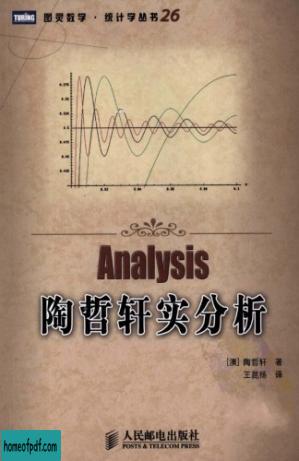 TURING 图灵数学·统计学丛书26
Analysis
陶哲轩实分析
[澳] 陶哲轩 著
王昆扬 译
人民邮电出版社
POSTS & TELECOM PRESS
homeofpdf.com